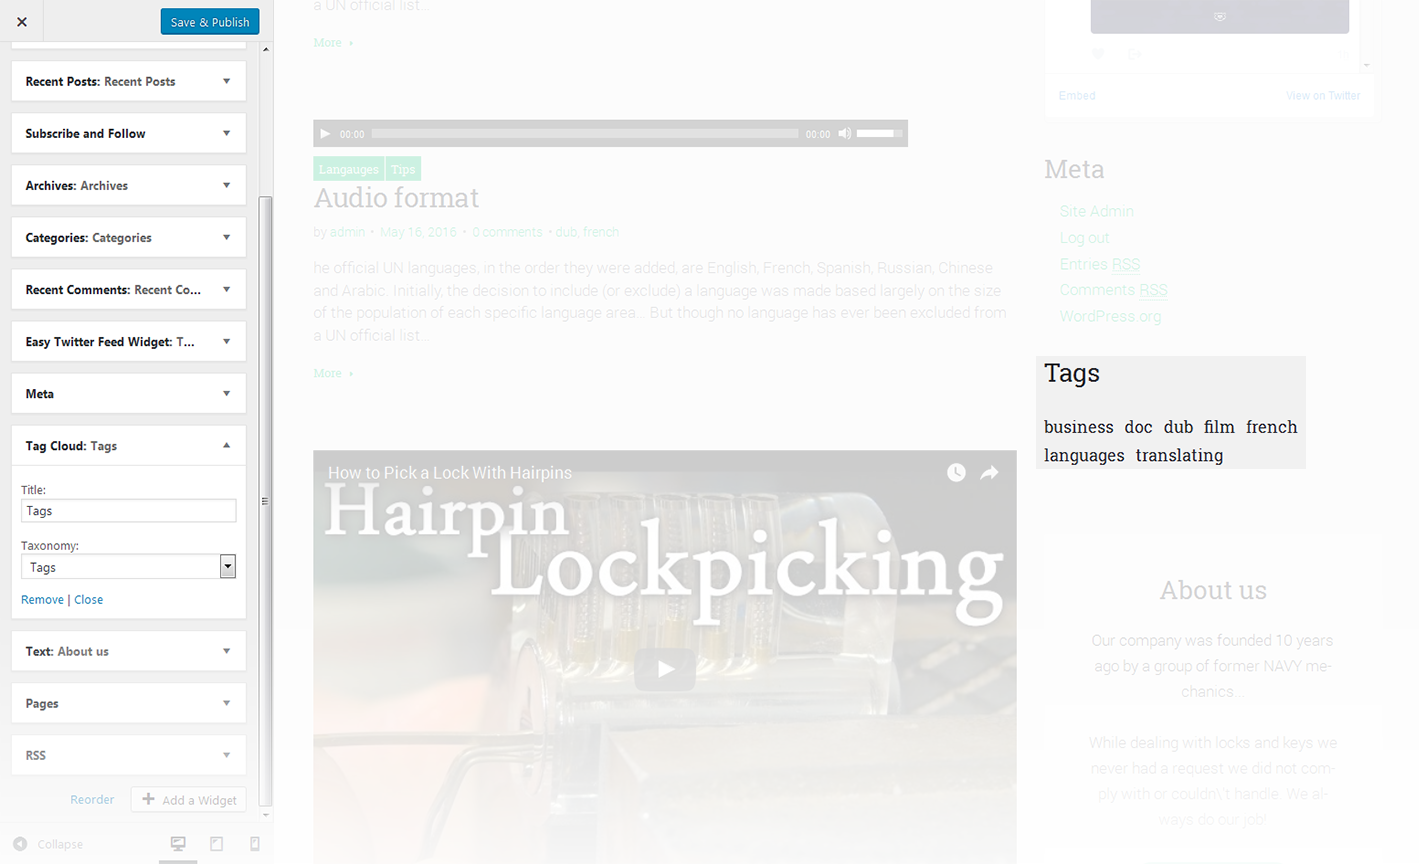 Save & Publish
Recent Posts: Recent Posts
Subscribe and Follow
Archives: Archives
Categories: Categories
Recent Comments: Recent Co...
Easy Twitter Feed Widget: T...
Meta
Tag Cloud: Tags
Title:
Tags
Taxonomy:
Tags
Remove | Close
Text: About us
Pages
RSS
Reorder
Add a Widget
Collapse
a UN official list...
More
00:00 00:00
Langauges Tips
Audio format
by admin • May 16, 2016 • 0 comments • dub, french
he official UN languages, in the order they were added, are English, French, Spanish, Russian, Chinese
and Arabic. Initially, the decision to include (or exclude) a language was made based largely on the size
of the population of each specific language area... But though no language has ever been excluded from
a UN official list...
More
How to Pick a Lock With Hairpins
Hairpin
Lockpicking
Embed View on Twitter
Meta
Site Admin
Log out
Entries RSS
Comments RSS
WordPress.org
Tags
business doc dub film french
languages translating
About us
Our company was founded 10 years
ago by a group of former NAVY me-
chanics...
While dealing with locks and keys we
never had a request we did not com-
ply with or couldn\'t handle. We al-
ways do our job!